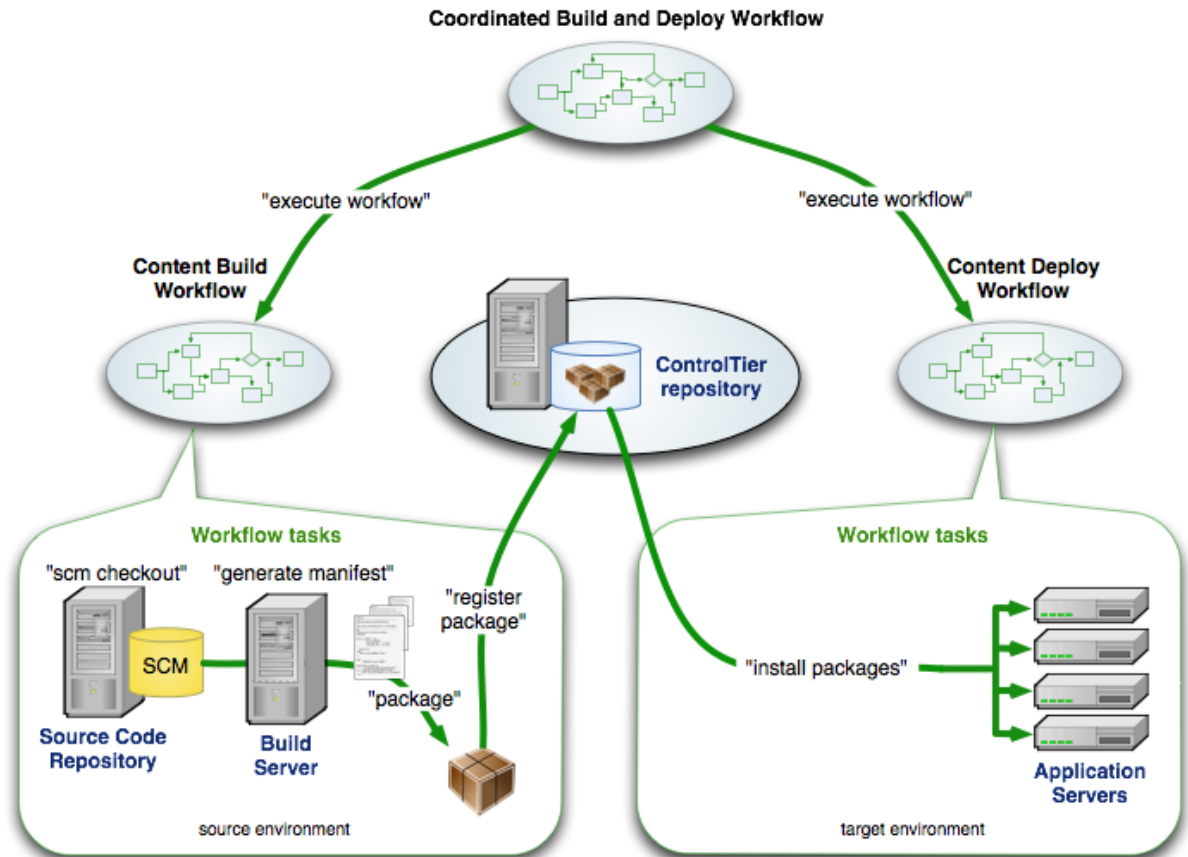 Coordinated Build and Deploy Workflow
"execute workfow"
"execute workflow"
Content Build
Workflow
Content Deploy
Workflow
ControlTier
repository
Workflow tasks
"scm checkout"
"generate manifest"
SCM
"package"
"register
package"
Source Code
Repository
Build
Server
source environment
Workflow tasks
"install packages"
Application
Servers
target environment